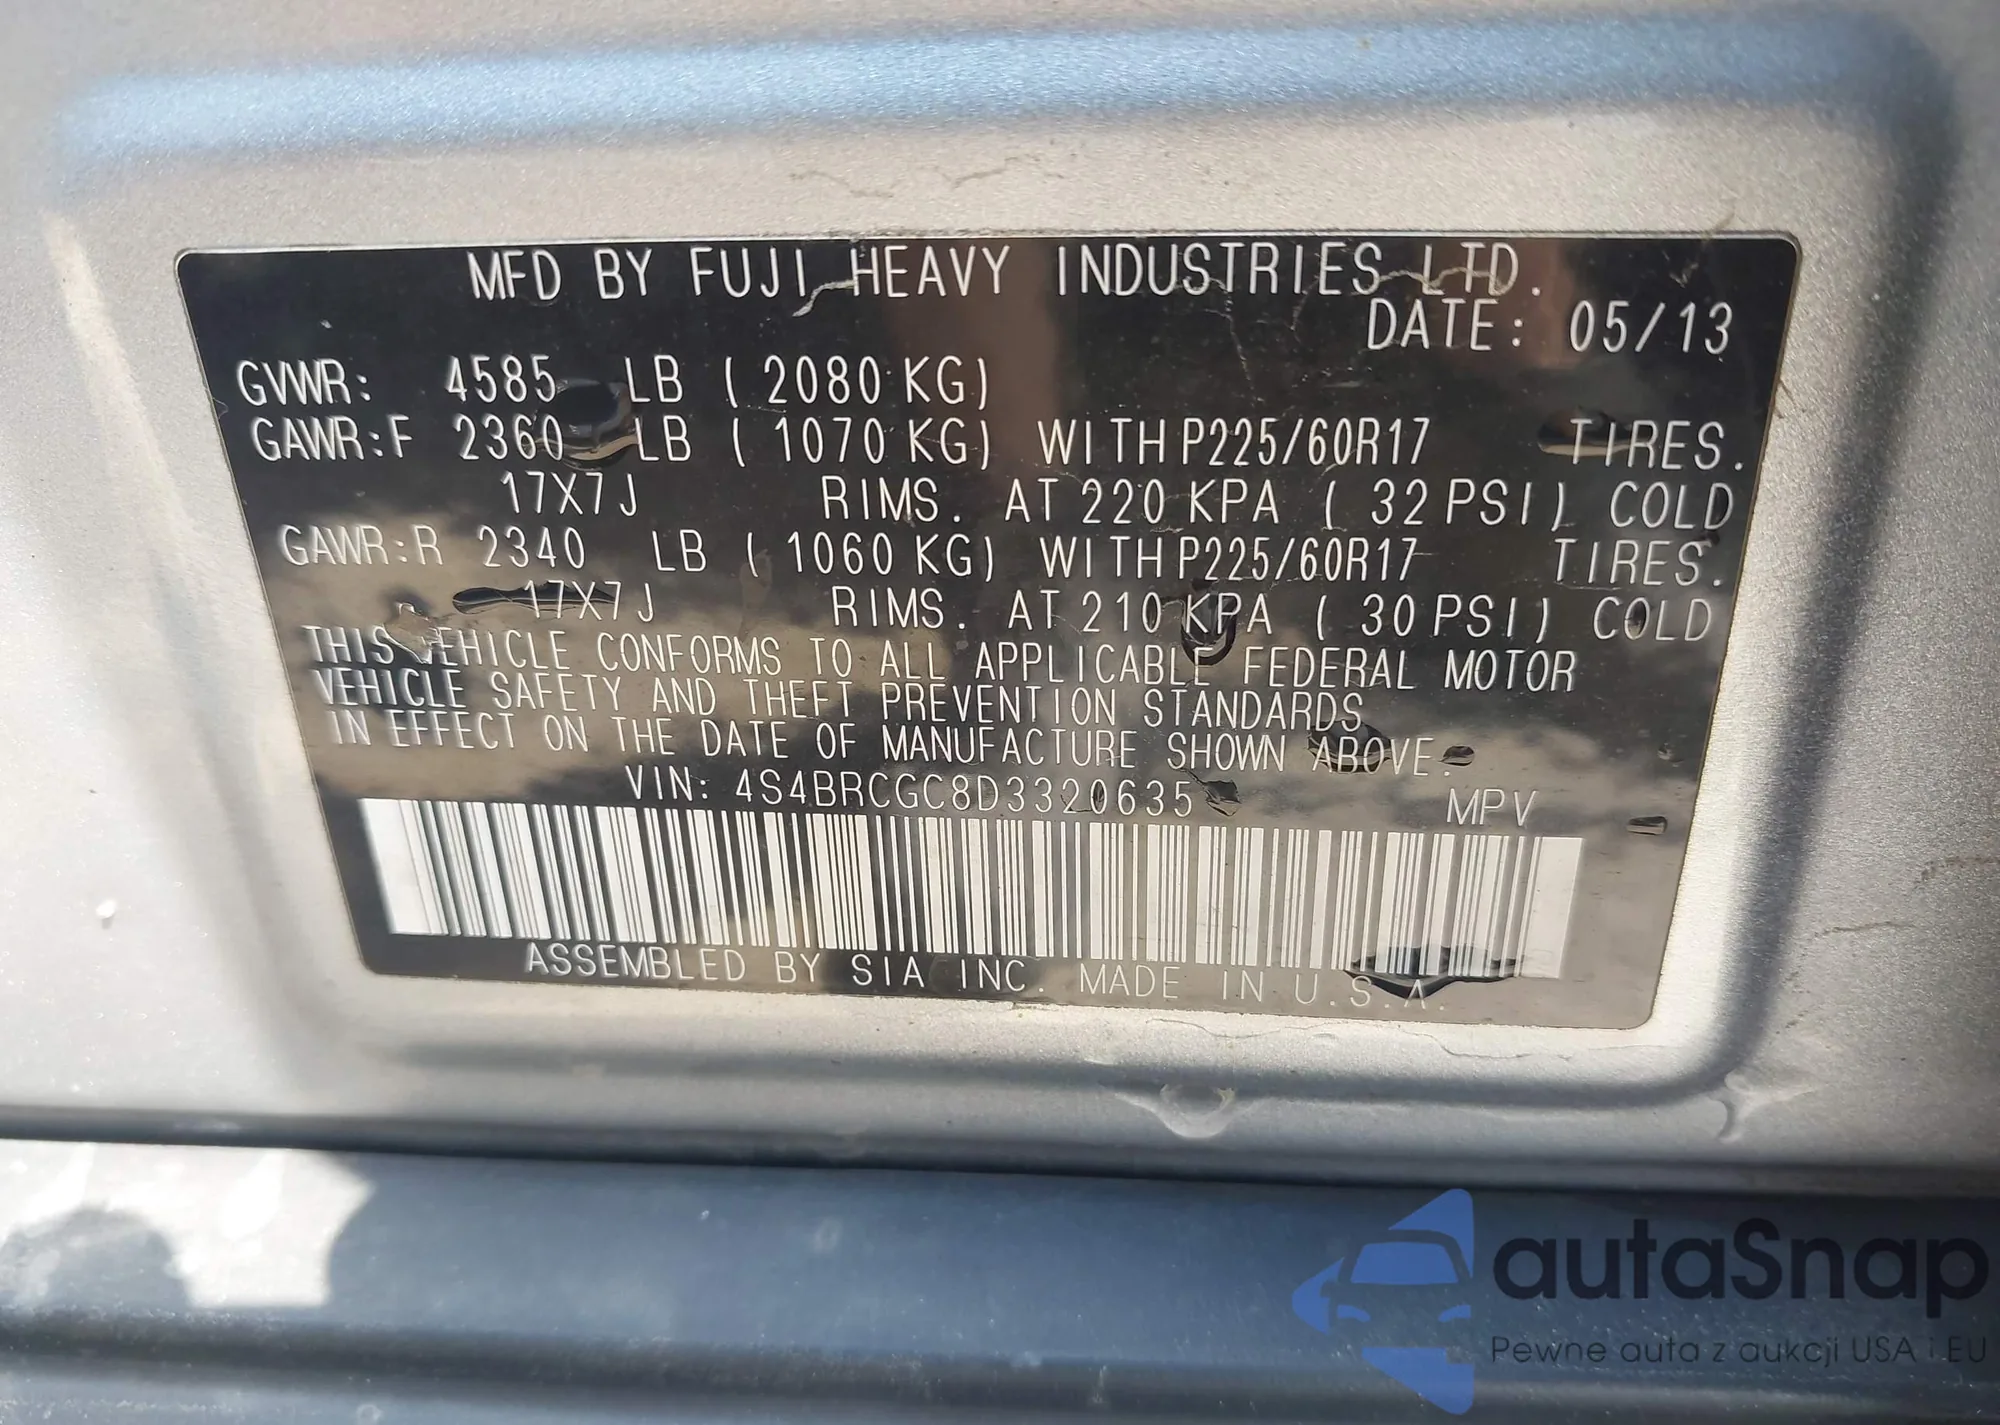 MFD BY FUJI HEAVY INDUSTRIES LTD.
DATE: 05/13
GVWR: 4585 LB ( 2080 KG)
GAWR:F 2360 LB ( 1070 KG) WITH P225/60R17 TIRES.
17X7J RIMS. AT 220 KPA ( 32 PSI) COLD
GAWR:R 2340 LB ( 1060 KG) WITH P225/60R17 TIRES.
17X7J RIMS. AT 210 KPA ( 30 PSI) COLD
THIS VEHICLE CONFORMS TO ALL APPLICABLE FEDERAL MOTOR
VEHICLE SAFETY AND THEFT PREVENTION STANDARDS
IN EFFECT ON THE DATE OF MANUFACTURE SHOWN ABOVE.
VIN: 4S4BRCGC8D3320635 MPV
ASSEMBLED BY SIA INC. MADE IN U.S.A.
autaSnap
Pewne auta z aukcji USA i EU